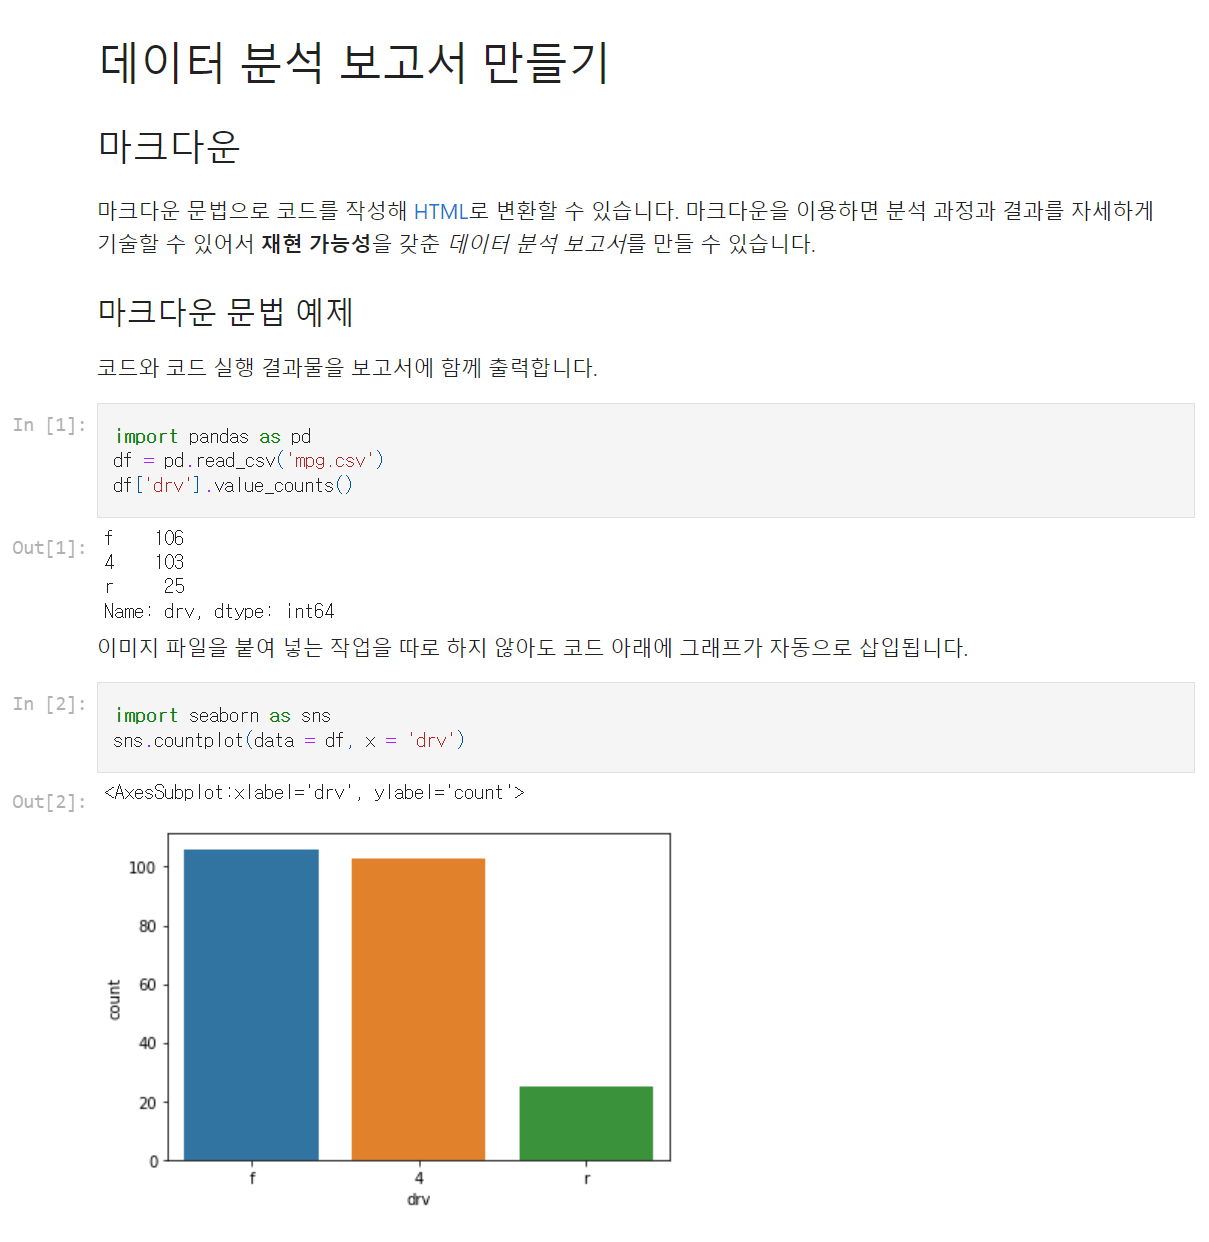 데이터 분석 보고서 만들기
마크다운
마크다운 문법으로 코드를 작성해 HTML로 변환할 수 있습니다. 마크다운을 이용하면 분석 과정과 결과를 자세하게
기술할 수 있어서 재현 가능성을 갖춘 데이터 분석 보고서를 만들 수 있습니다.
마크다운 문법 예제
코드와 코드 실행 결과물을 보고서에 함께 출력합니다.
In [1]:
import pandas as pd
df = pd.read_csv('mpg.csv')
df['drv'].value_counts()
Out[1]:
f    106
4    103
r     25
Name: drv, dtype: int64
이미지 파일을 붙여 넣는 작업을 따로 하지 않아도 코드 아래에 그래프가 자동으로 삽입됩니다.
In [2]:
import seaborn as sns
sns.countplot(data = df, x = 'drv')
Out[2]:
<AxesSubplot:xlabel='drv', ylabel='count'>
100
80
60
40
20
0
count
f 4 r
drv